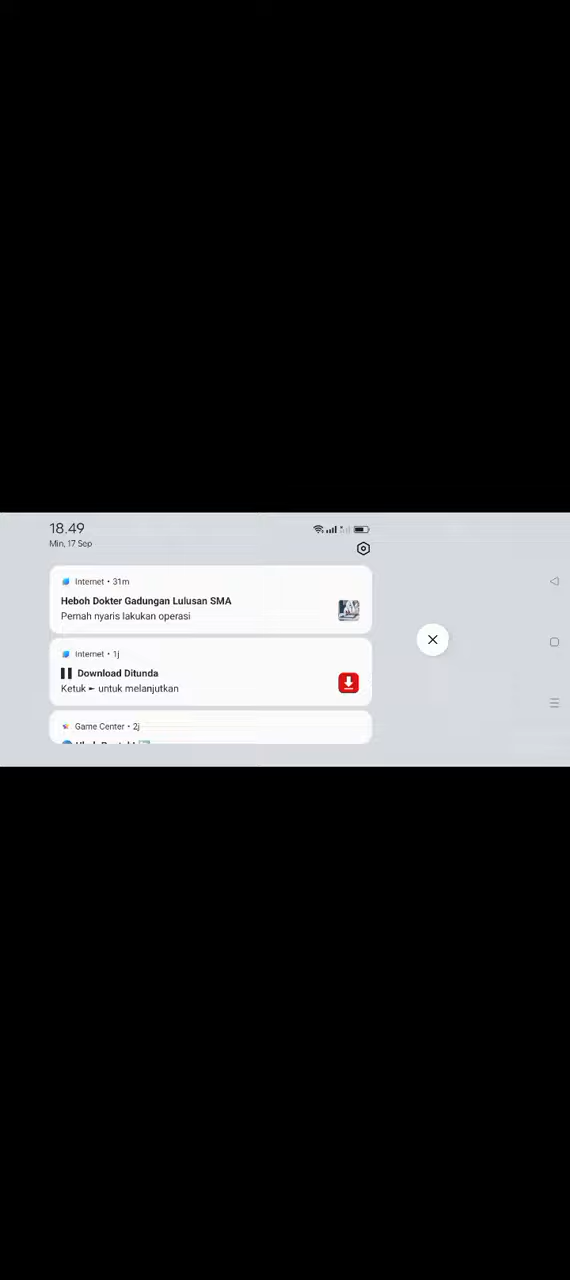 18.49
Min, 17 Sep
Internet • 31m
Heboh Dokter Gadungan Lulusan SMA
Pernah nyaris lakukan operasi
Internet • 1j
Download Ditunda
Ketuk ➛ untuk melanjutkan
Game Center • 2j